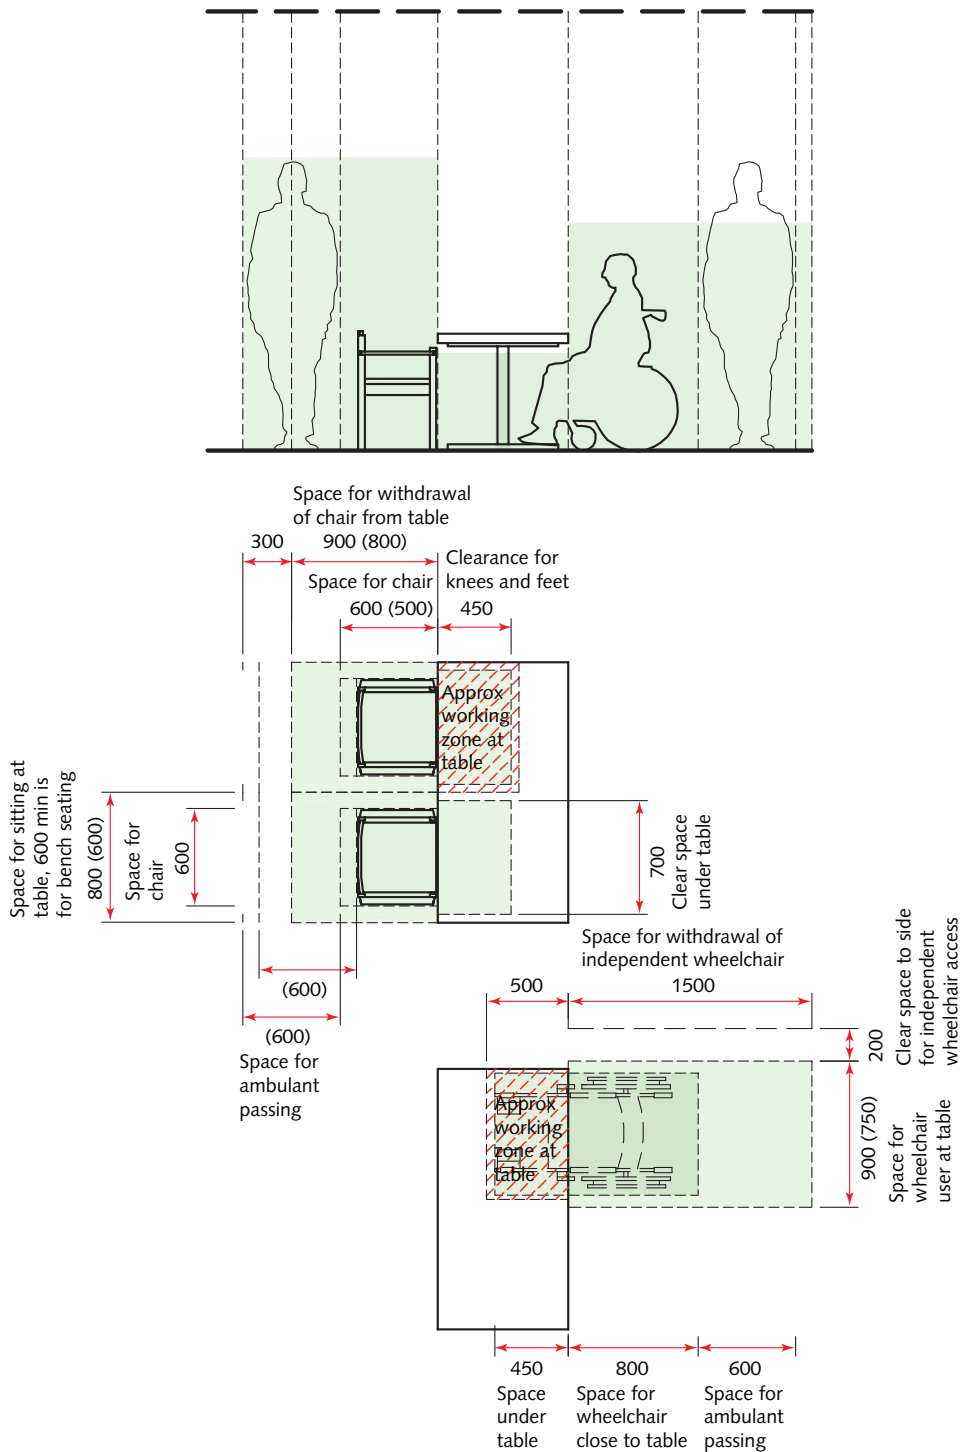 Space for withdrawal
of chair from table
300
900 (800)
Clearance for
knees and feet
Space for chair
600 (500)
450
Approx
working
zone at
table
Space for sitting at
table, 600 min is
for bench seating
800 (600)
Space for
chair
600
700
Clear space
under table
(600)
(600)
Space for
ambulant
passing
Space for withdrawal of
independent wheelchair
500
1500
200
Clear space to side
for independent
wheelchair access
Approx
working
zone at
table
900 (750)
Space for
wheelchair
user at table
450
Space
under
table
800
Space for
wheelchair
close to table
600
Space for
ambulant
passing